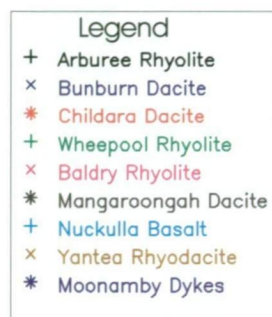 Legend
+ Arburee Rhyolite
× Bunburn Dacite
* Childara Dacite
+ Wheepool Rhyolite
× Baldry Rhyolite
* Mangaroongah Dacite
+ Nuckulla Basalt
× Yantea Rhyodacite
* Moonamby Dykes